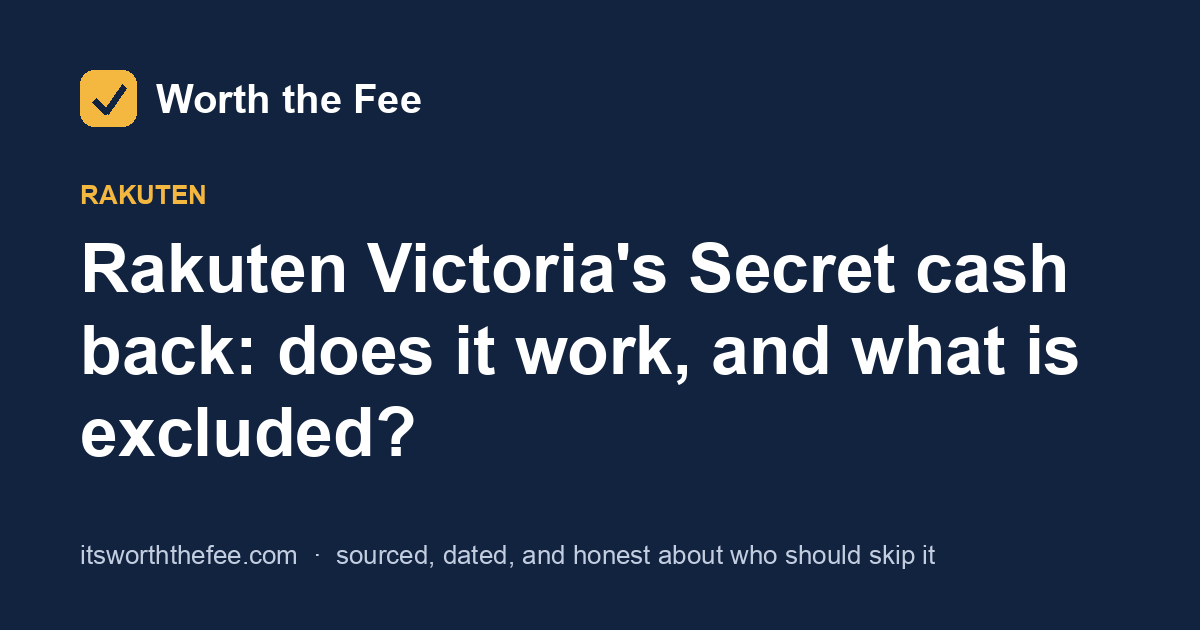 Worth the Fee
RAKUTEN
Rakuten Victoria's Secret cash
back: does it work, and what is
excluded?
itsworththefee.com · sourced, dated, and honest about who should skip it